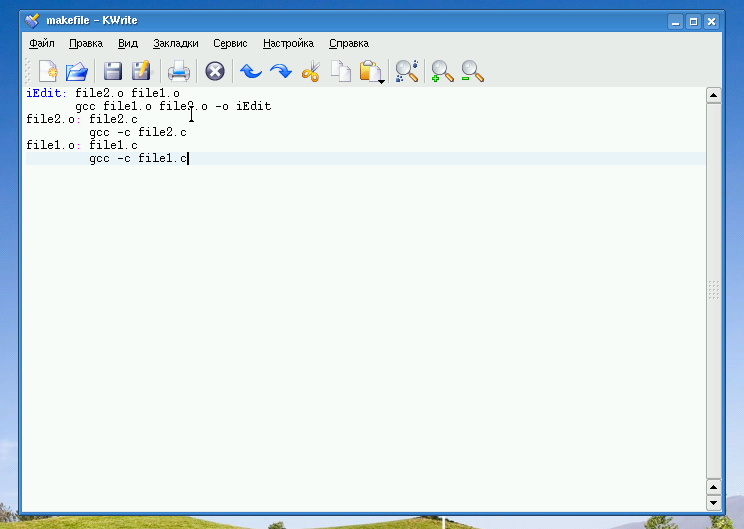 makefile – KWrite
Файл Правка Вид Закладки Сервис Настройка Справка
iEdit: file2.o file1.o
gcc file1.o file2.o -o iEdit
file2.o: file2.c
gcc -c file2.c
file1.o: file1.c
gcc -c file1.c